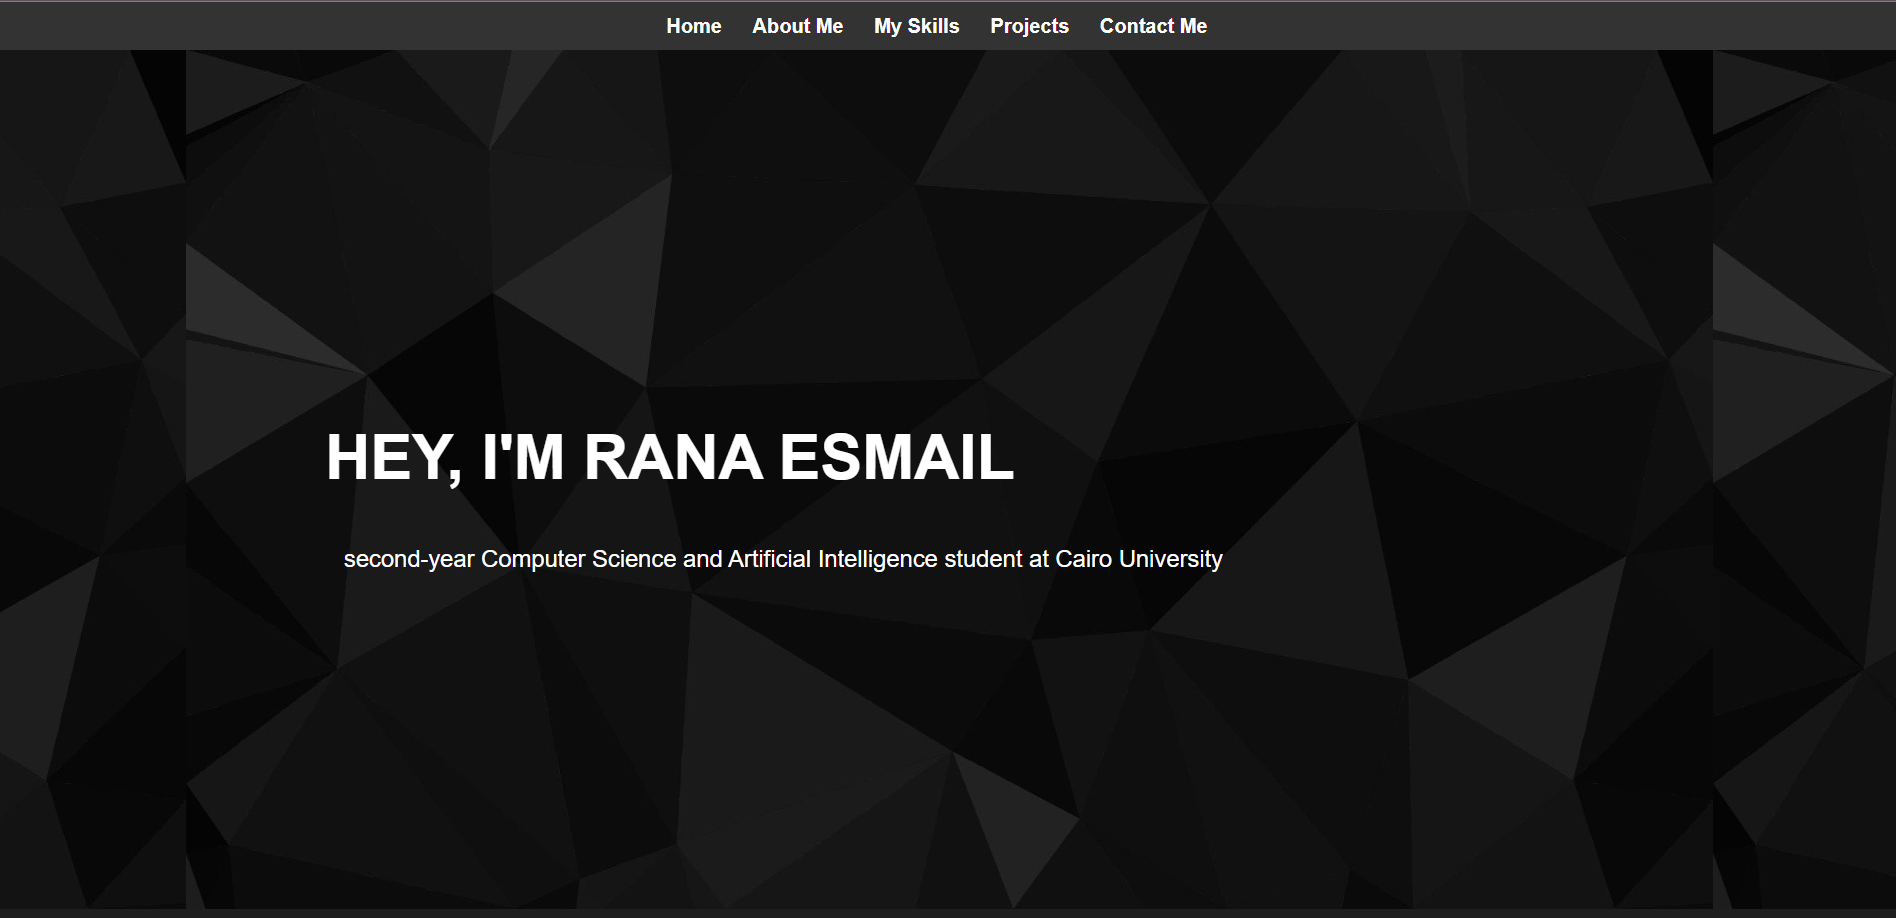 Home About Me My Skills Projects Contact Me
HEY, I'M RANA ESMAIL
second-year Computer Science and Artificial Intelligence student at Cairo University